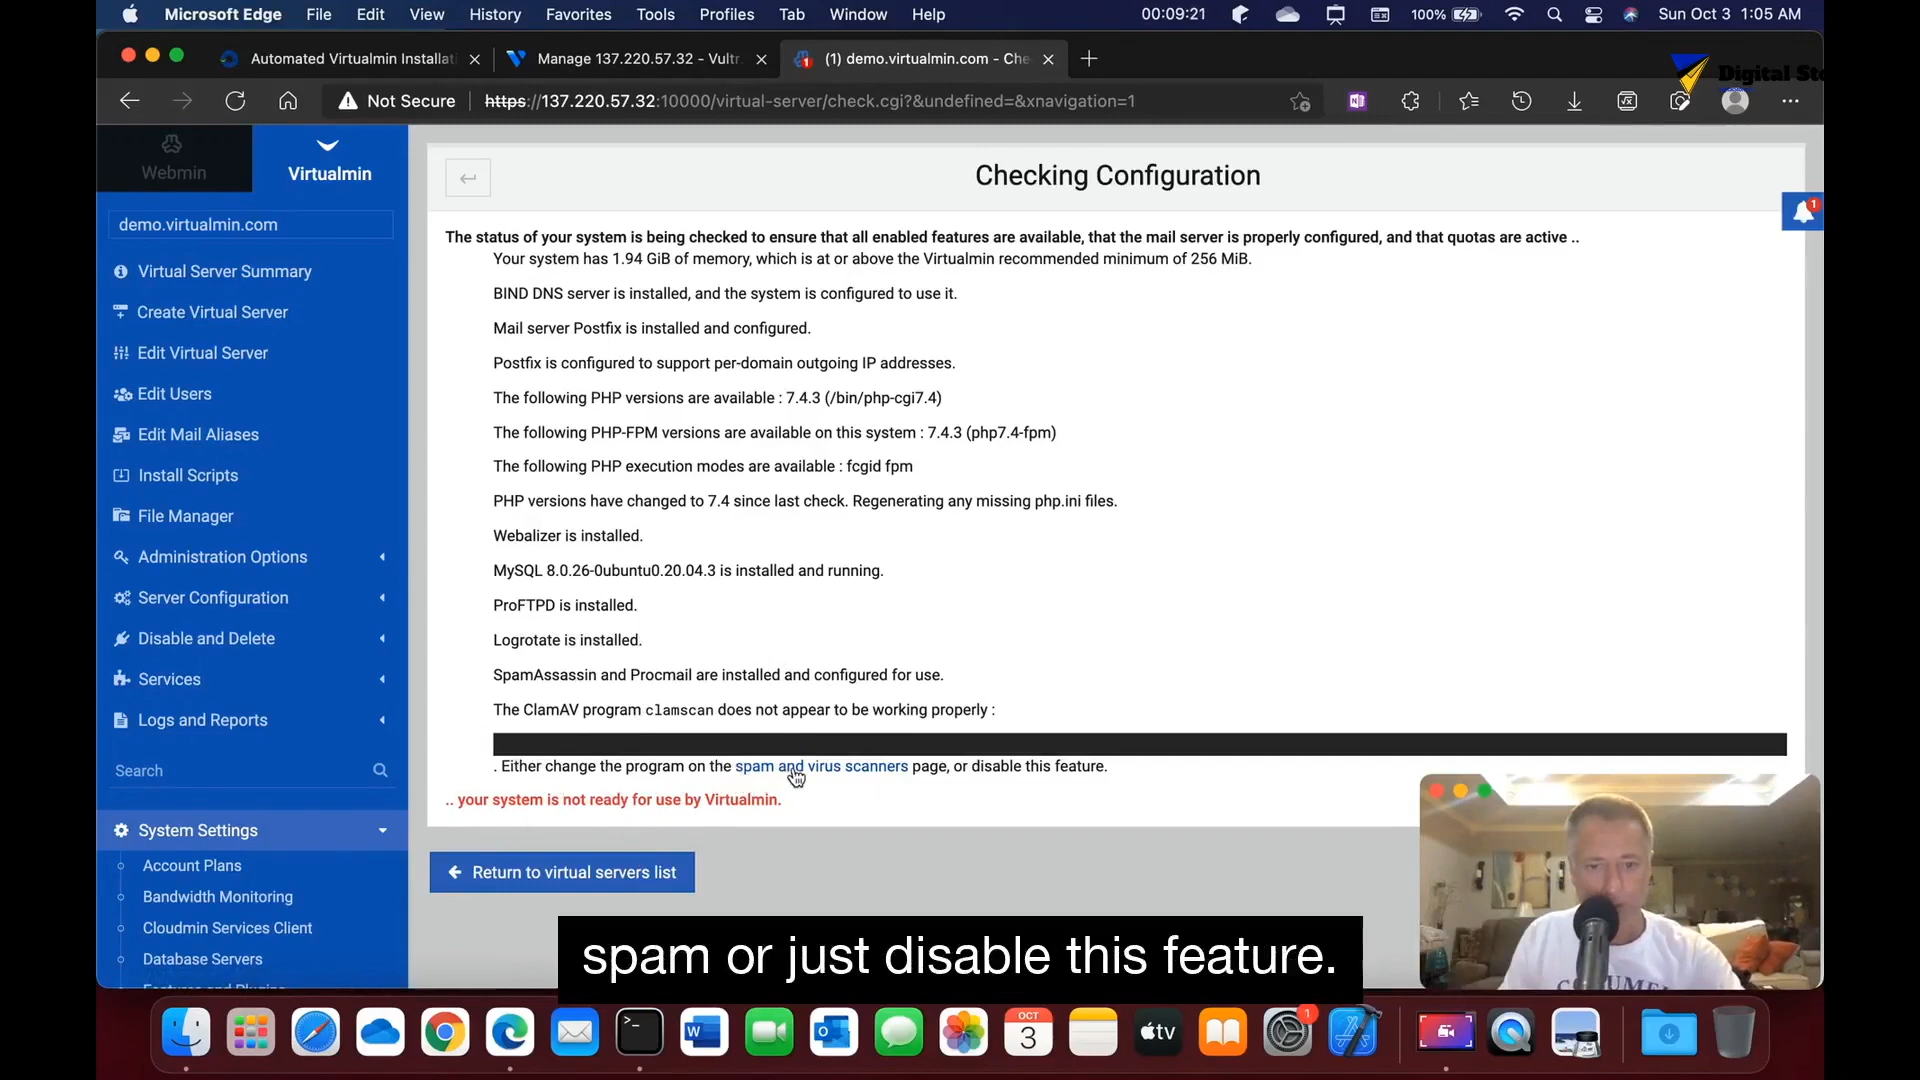 Microsoft Edge File Edit View History Favorites Tools Profiles Tab Window Help 00:09:21 100% Sun Oct 3 1:05 AM
Automated Virtualmin Installat
Manage 137.220.57.32 - Vultr.
(1) demo.virtualmin.com - Che
Digital Sto
Not Secure https://137.220.57.32:10000/virtual-server/check.cgi?&undefined=&xnavigation=1
Webmin
Virtualmin
demo.virtualmin.com
Virtual Server Summary
Create Virtual Server
Edit Virtual Server
Edit Users
Edit Mail Aliases
Install Scripts
File Manager
Administration Options
Server Configuration
Disable and Delete
Services
Logs and Reports
Search
System Settings
Account Plans
Bandwidth Monitoring
Cloudmin Services Client
Database Servers
Checking Configuration
1
The status of your system is being checked to ensure that all enabled features are available, that the mail server is properly configured, and that quotas are active ..
Your system has 1.94 GiB of memory, which is at or above the Virtualmin recommended minimum of 256 MiB.
BIND DNS server is installed, and the system is configured to use it.
Mail server Postfix is installed and configured.
Postfix is configured to support per-domain outgoing IP addresses.
The following PHP versions are available : 7.4.3 (/bin/php-cgi7.4)
The following PHP-FPM versions are available on this system : 7.4.3 (php7.4-fpm)
The following PHP execution modes are available : fcgid fpm
PHP versions have changed to 7.4 since last check. Regenerating any missing php.ini files.
Webalizer is installed.
MySQL 8.0.26-0ubuntu0.20.04.3 is installed and running.
ProFTPD is installed.
Logrotate is installed.
SpamAssassin and Procmail are installed and configured for use.
The ClamAV program clamscan does not appear to be working properly :
. Either change the program on the spam and virus scanners page, or disable this feature.
.. your system is not ready for use by Virtualmin.
Return to virtual servers list
spam or just disable this feature.
OCT
3
tv
1